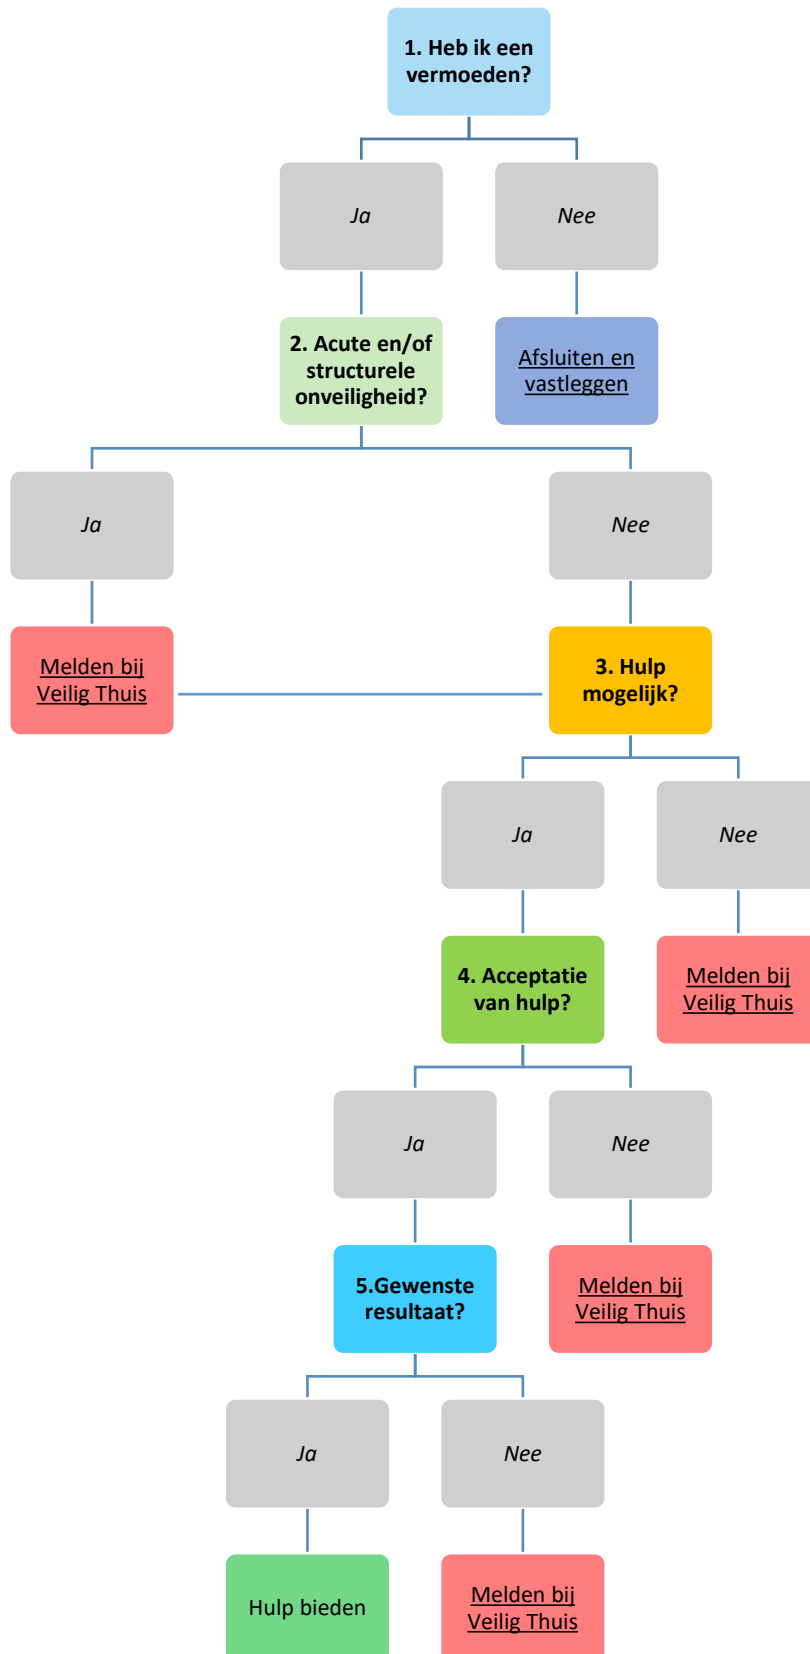 1. Heb ik een
vermoeden?
Ja
Nee
2. Acute en/of
structurele
onveiligheid?
Afsluiten en
vastleggen
Ja
Nee
Melden bij
Veilig Thuis
3. Hulp
mogelijk?
Ja
Nee
4. Acceptatie
van hulp?
Melden bij
Veilig Thuis
Ja
Nee
5.Gewenste
resultaat?
Melden bij
Veilig Thuis
Ja
Nee
Hulp bieden
Melden bij
Veilig Thuis